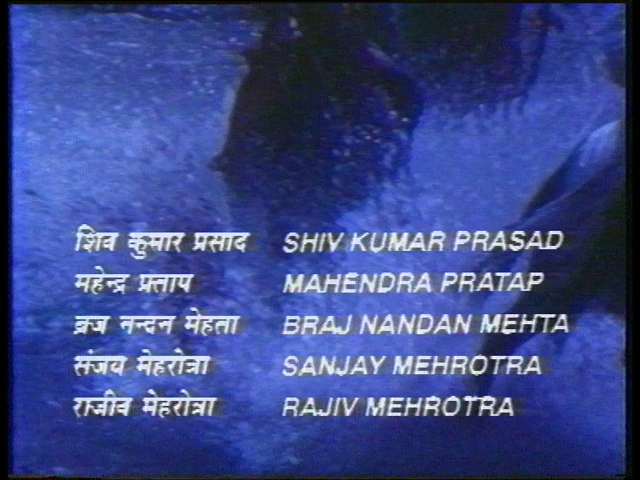 शिव कुमार प्रसाद SHIV KUMAR PRASAD
महेन्द्र प्रताप MAHENDRA PRATAP
ब्रज नन्दन मेहता BRAJ NANDAN MEHTA
संजय मेहरोत्रा SANJAY MEHROTRA
राजीव मेहरोत्रा RAJIV MEHROTRA